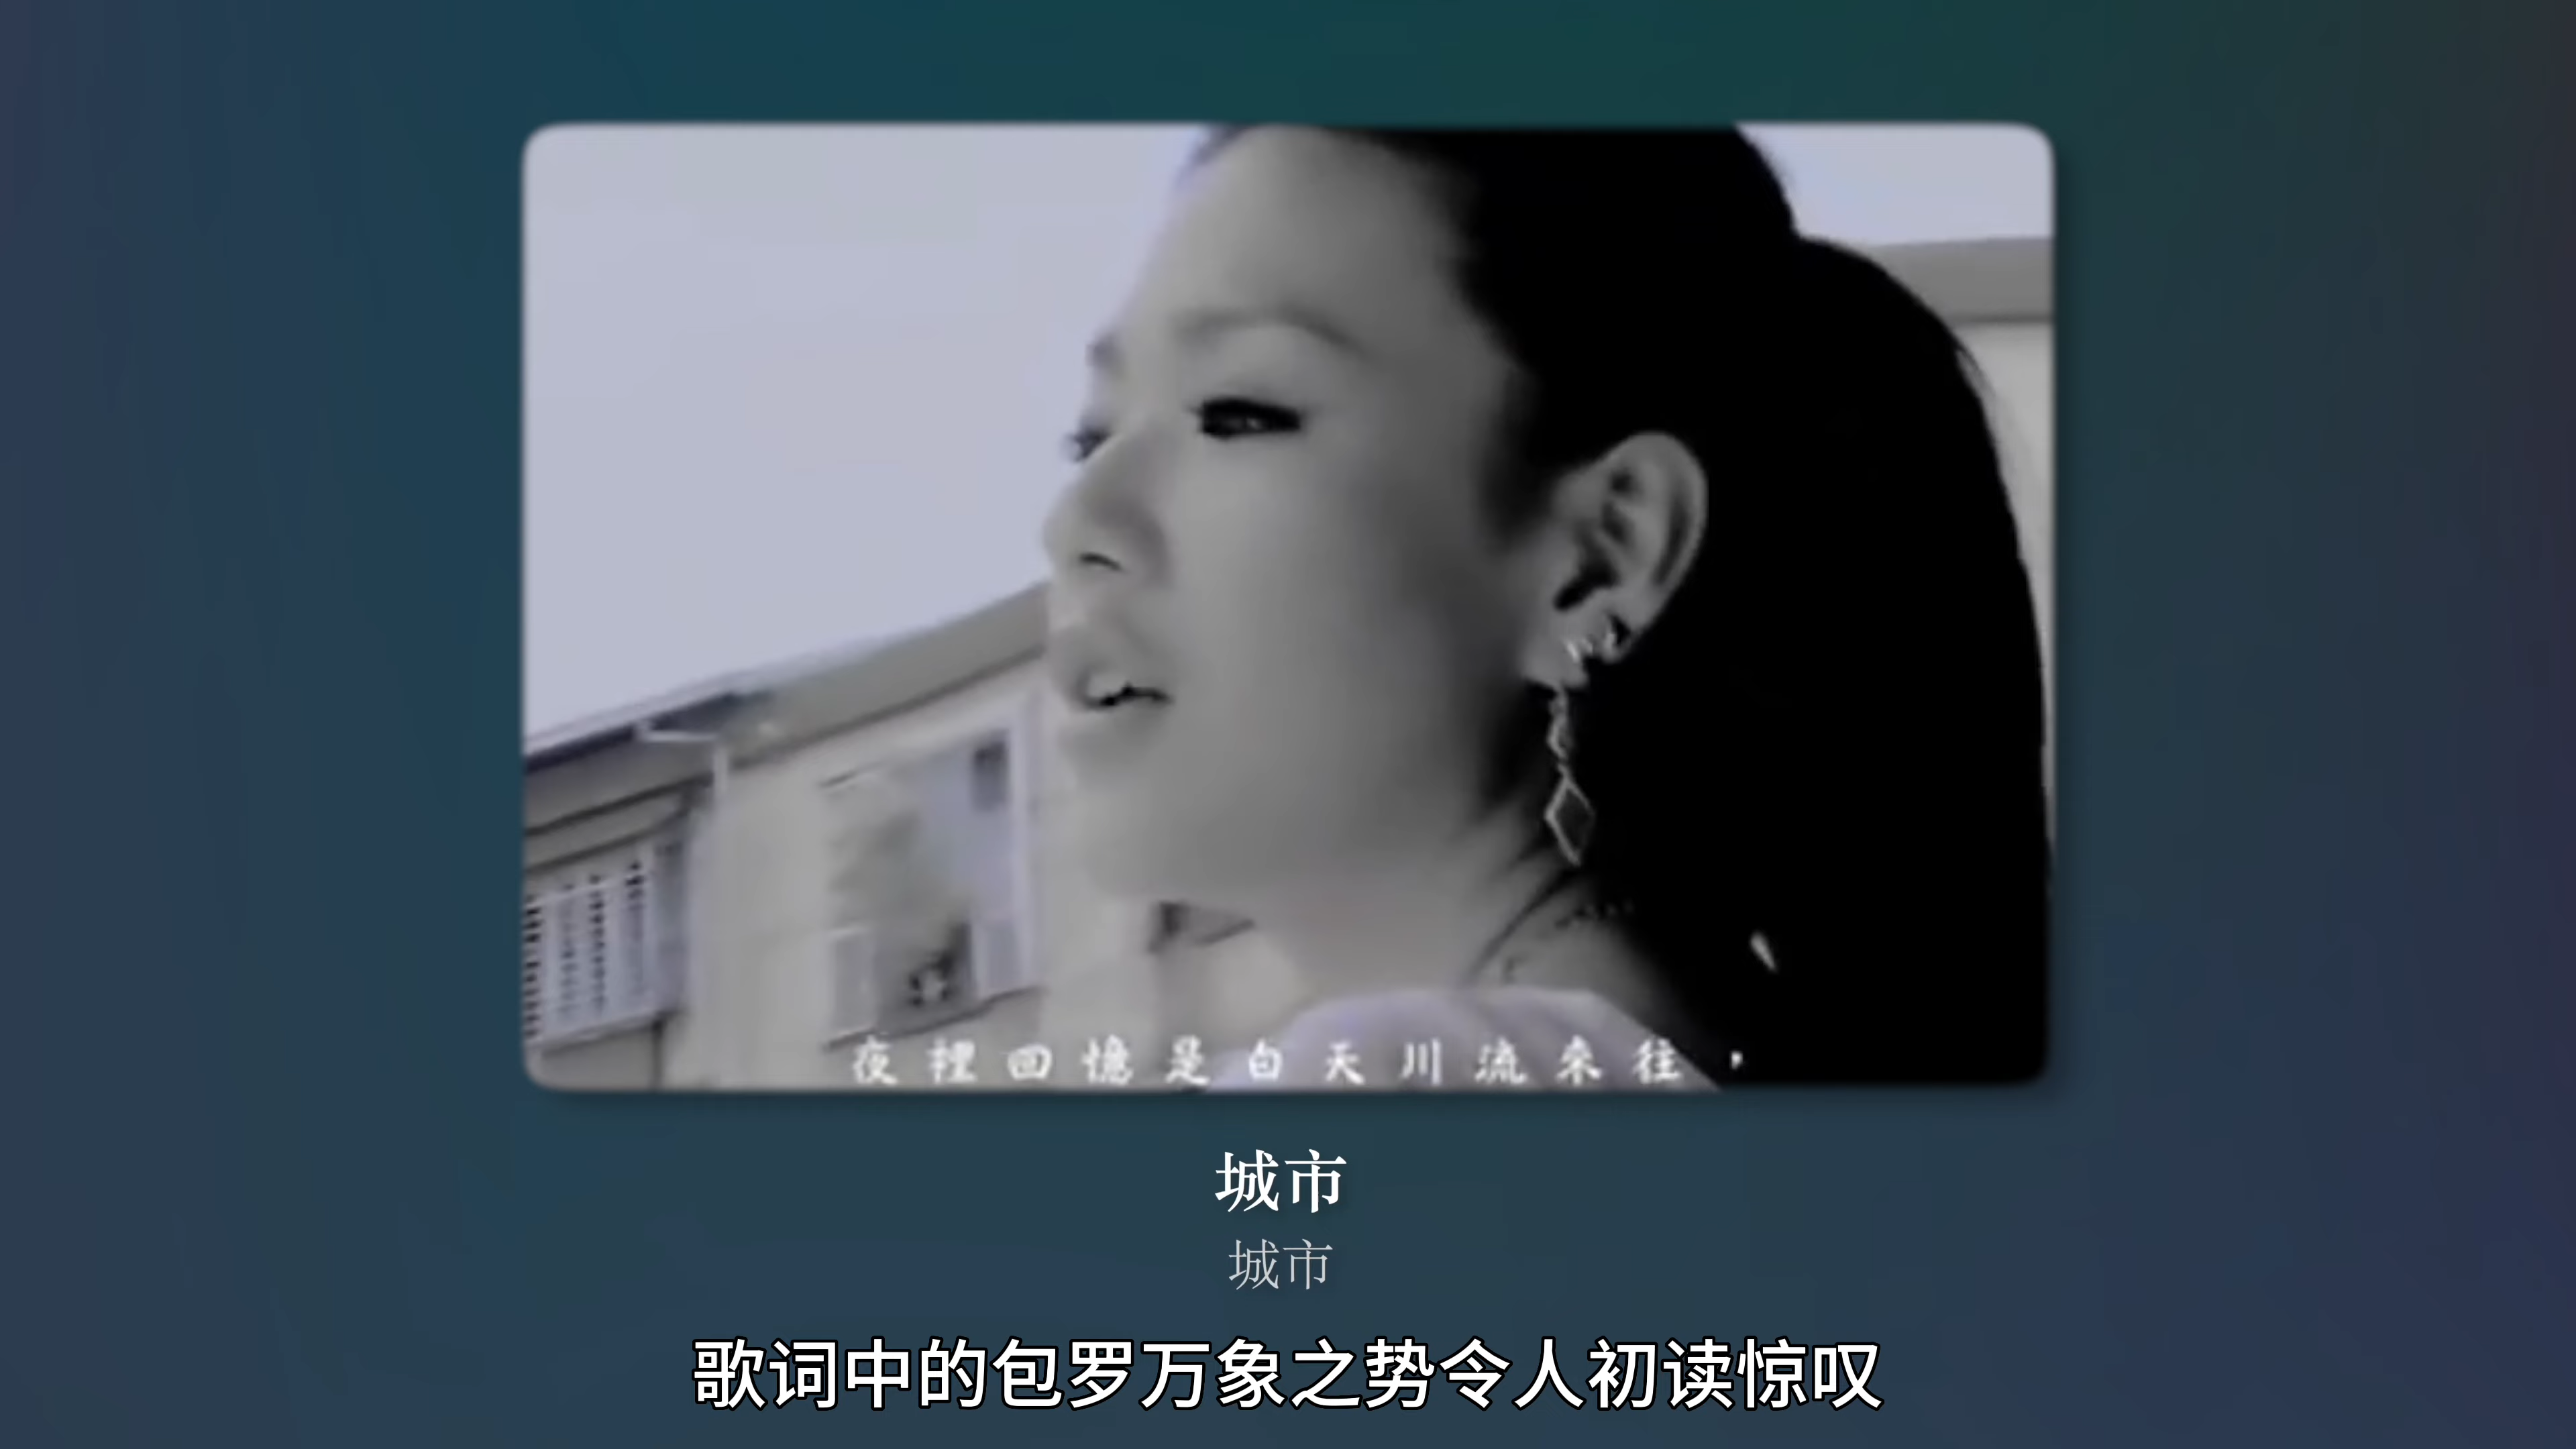 夜裡回憶是白天川流來往，
城市
城市
歌词中的包罗万象之势令人初读惊叹